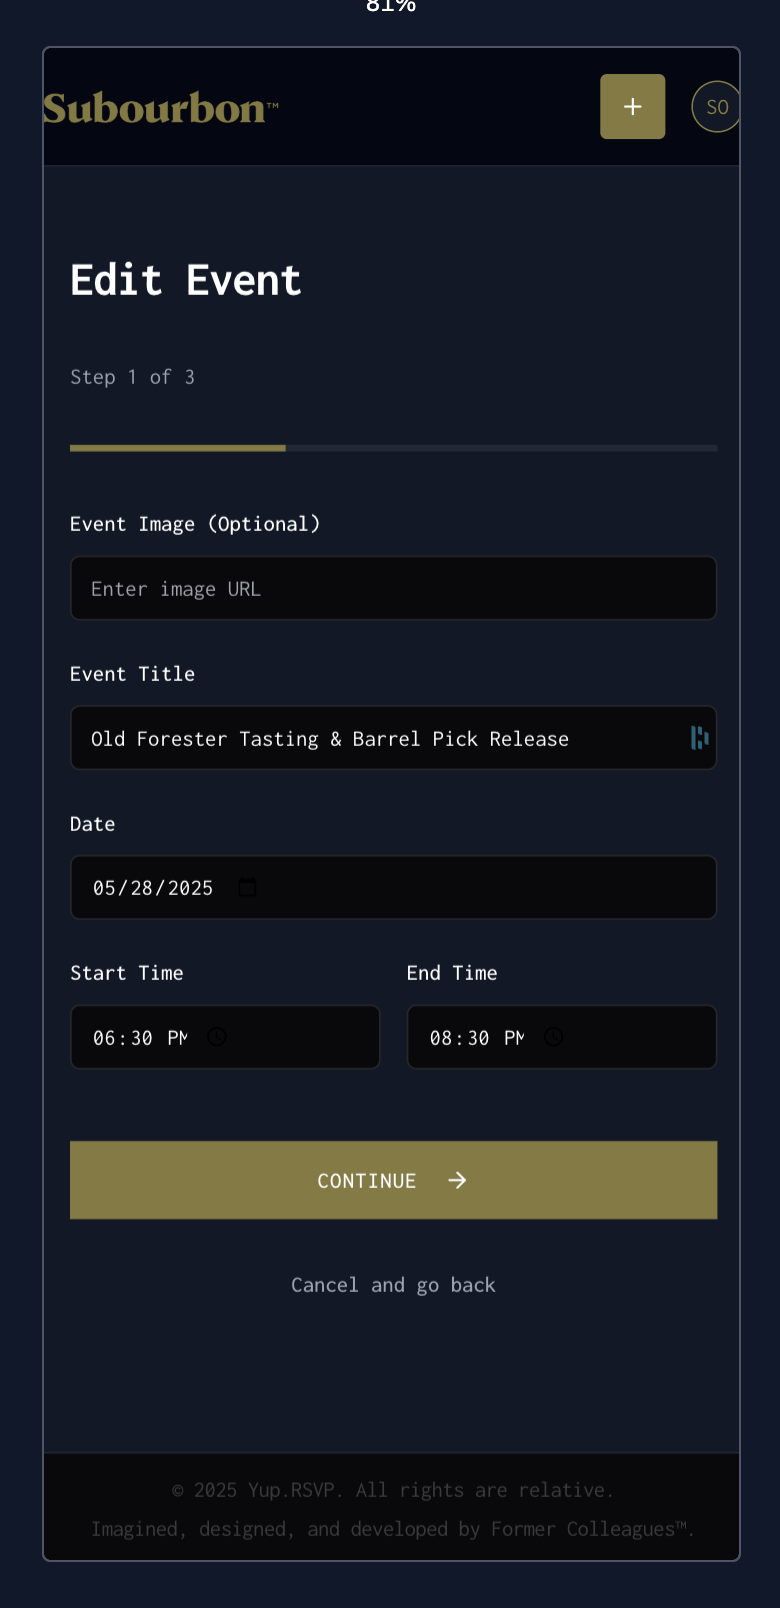 81%
Subourbon™
+
SO
Edit Event
Step 1 of 3
Event Image (Optional)
Enter image URL
Event Title
Old Forester Tasting & Barrel Pick Release
Date
05/28/2025
Start Time
End Time
06:30 PM
08:30 PM
CONTINUE →
Cancel and go back
© 2025 Yup.RSVP. All rights are relative.
Imagined, designed, and developed by Former Colleagues™.